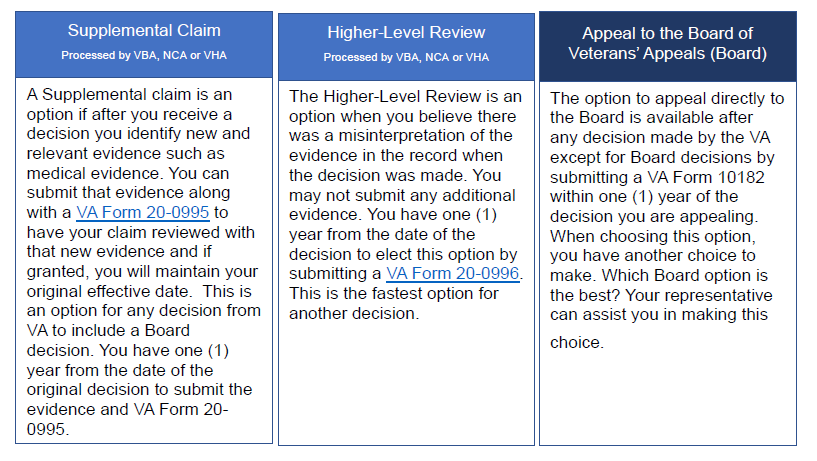 Supplemental Claim
Processed by VBA, NCA or VHA
A Supplemental claim is an
option if after you receive a
decision you identify new and
relevant evidence such as
medical evidence. You can
submit that evidence along
with a VA Form 20-0995 to
have your claim reviewed with
that new evidence and if
granted, you will maintain your
original effective date.  This is
an option for any decision from
VA to include a Board
decision. You have one (1)
year from the date of the
original decision to submit the
evidence and VA Form 20-
0995.
Higher-Level Review
Processed by VBA, NCA or VHA
The Higher-Level Review is an
option when you believe there
was a misinterpretation of the
evidence in the record when
the decision was made. You
may not submit any additional
evidence. You have one (1)
year from the date of the
decision to elect this option by
submitting a VA Form 20-0996.
This is the fastest option for
another decision.
Appeal to the Board of
Veterans’ Appeals (Board)
The option to appeal directly to
the Board is available after
any decision made by the VA
except for Board decisions by
submitting a VA Form 10182
within one (1) year of the
decision you are appealing.
When choosing this option,
you have another choice to
make. Which Board option is
the best? Your representative
can assist you in making this
choice.